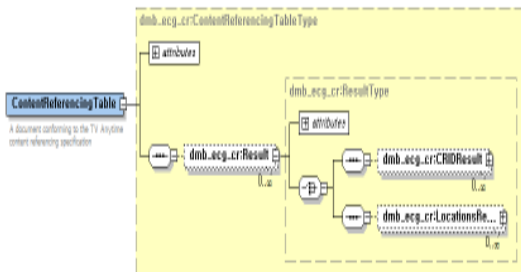 dmb_ecg_cr:ContentReferencingTableType
attributes
ContentReferencingTable
A document conforming to the TV Anytime
content referencing specification
dmb_ecg_cr:ResultType
attributes
dmb_ecg_cr:Result
0..∞
dmb_ecg_cr:CRIDResult
0..∞
dmb_ecg_cr:LocationsRe...
0..∞